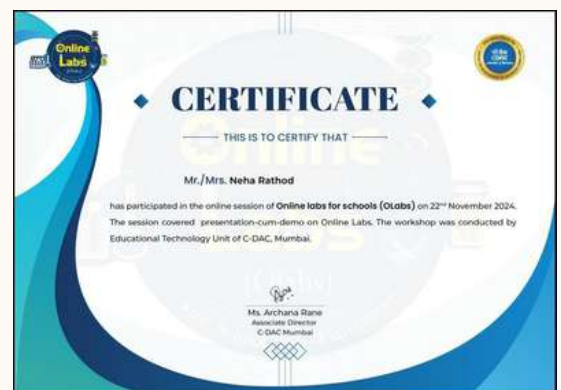 Online
Labs
CDAC
CERTIFICATE
THIS IS TO CERTIFY THAT
Mr./Mrs. Neha Rathod
has participated in the online session of Online labs for schools (OLabs) on 22nd November 2024.
The session covered presentation-cum-demo on Online Labs. The workshop was conducted by
Educational Technology Unit of C-DAC, Mumbai.
Ms. Archana Rane
Associate Director
C-DAC Mumbai